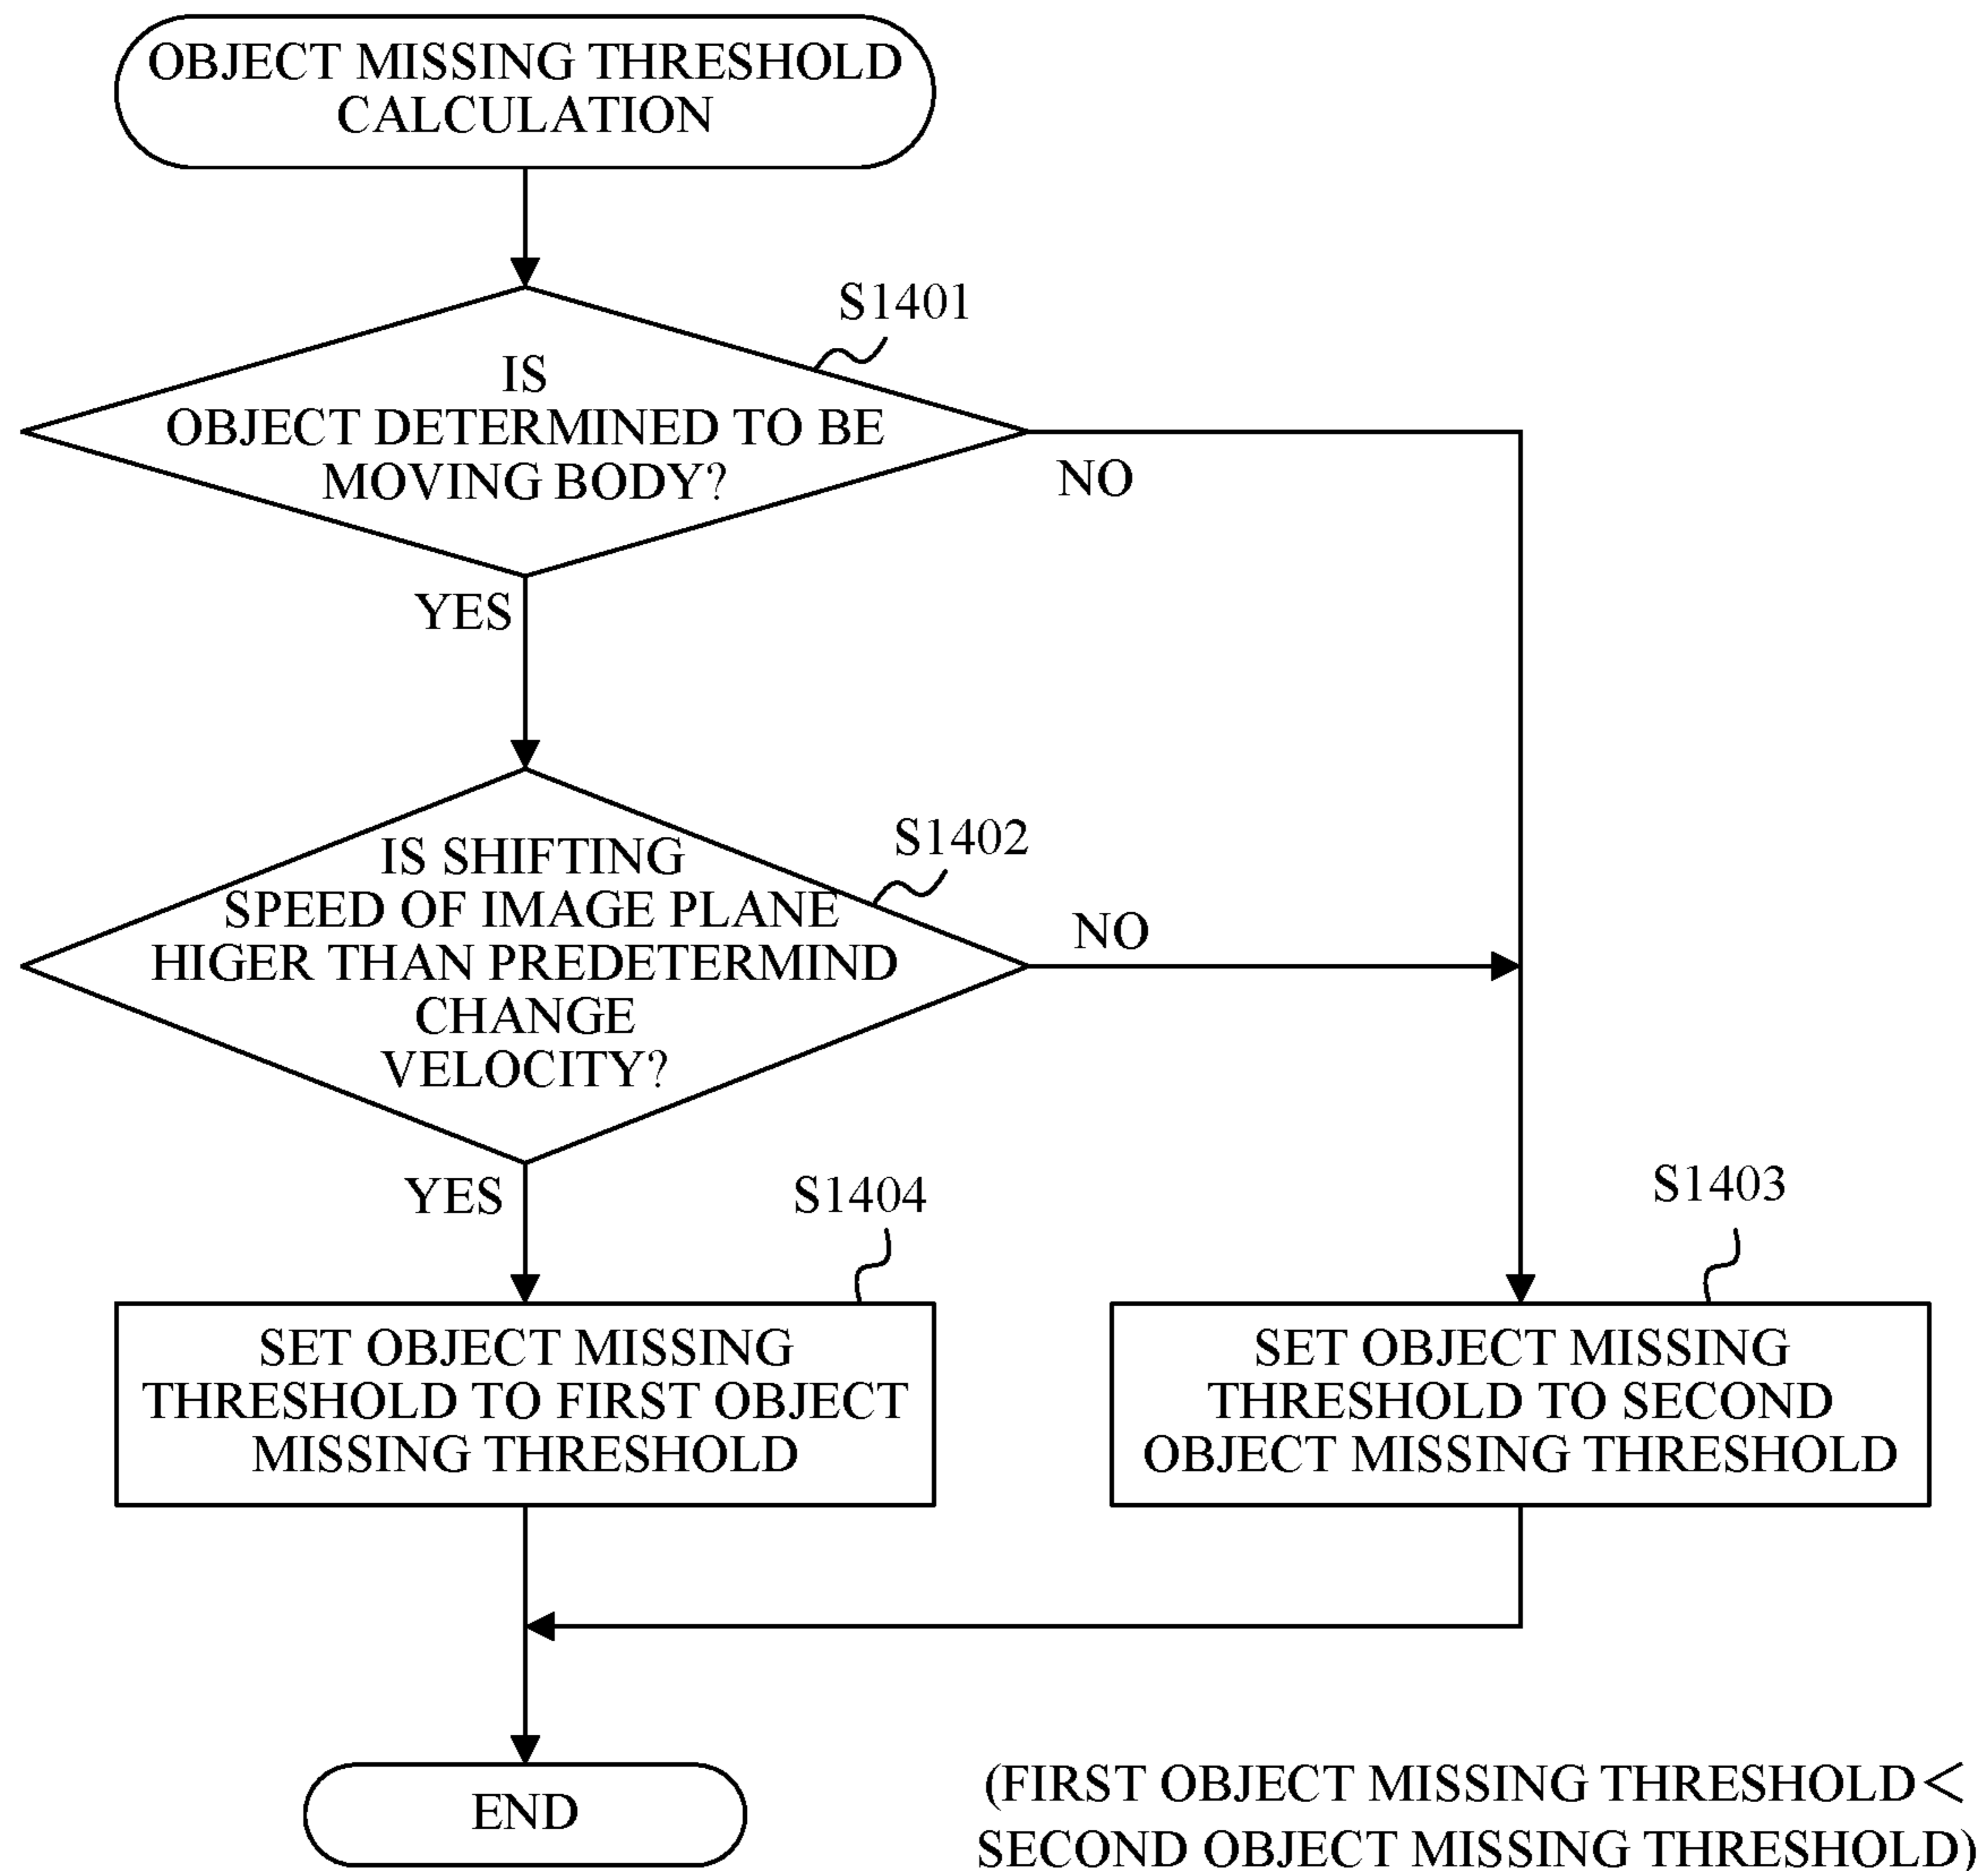 OBJECT MISSING THRESHOLD
CALCULATION
S1401
IS
OBJECT DETERMINED TO BE
MOVING BODY?
NO
YES
S1402
IS SHIFTING
SPEED OF IMAGE PLANE
HIGER THAN PREDETERMIND
CHANGE
VELOCITY?
NO
YES
S1404
S1403
SET OBJECT MISSING
THRESHOLD TO FIRST OBJECT
MISSING THRESHOLD
SET OBJECT MISSING
THRESHOLD TO SECOND
OBJECT MISSING THRESHOLD
END
(FIRST OBJECT MISSING THRESHOLD<
SECOND OBJECT MISSING THRESHOLD)